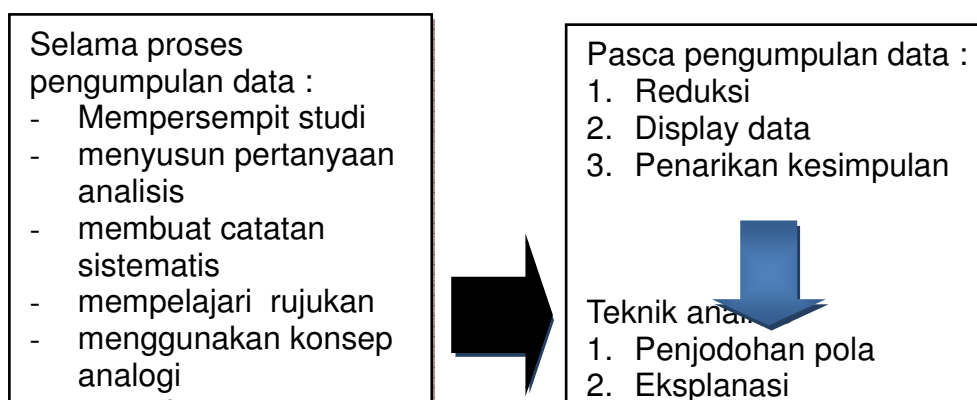 Selama proses
pengumpulan data :
- Mempersempit studi
- menyusun pertanyaan
analisis
- membuat catatan
sistematis
- mempelajari rujukan
- menggunakan konsep
analogi
Pasca pengumpulan data :
1. Reduksi
2. Display data
3. Penarikan kesimpulan
Teknik
1. Penjodohan pola
2. Eksplanasi